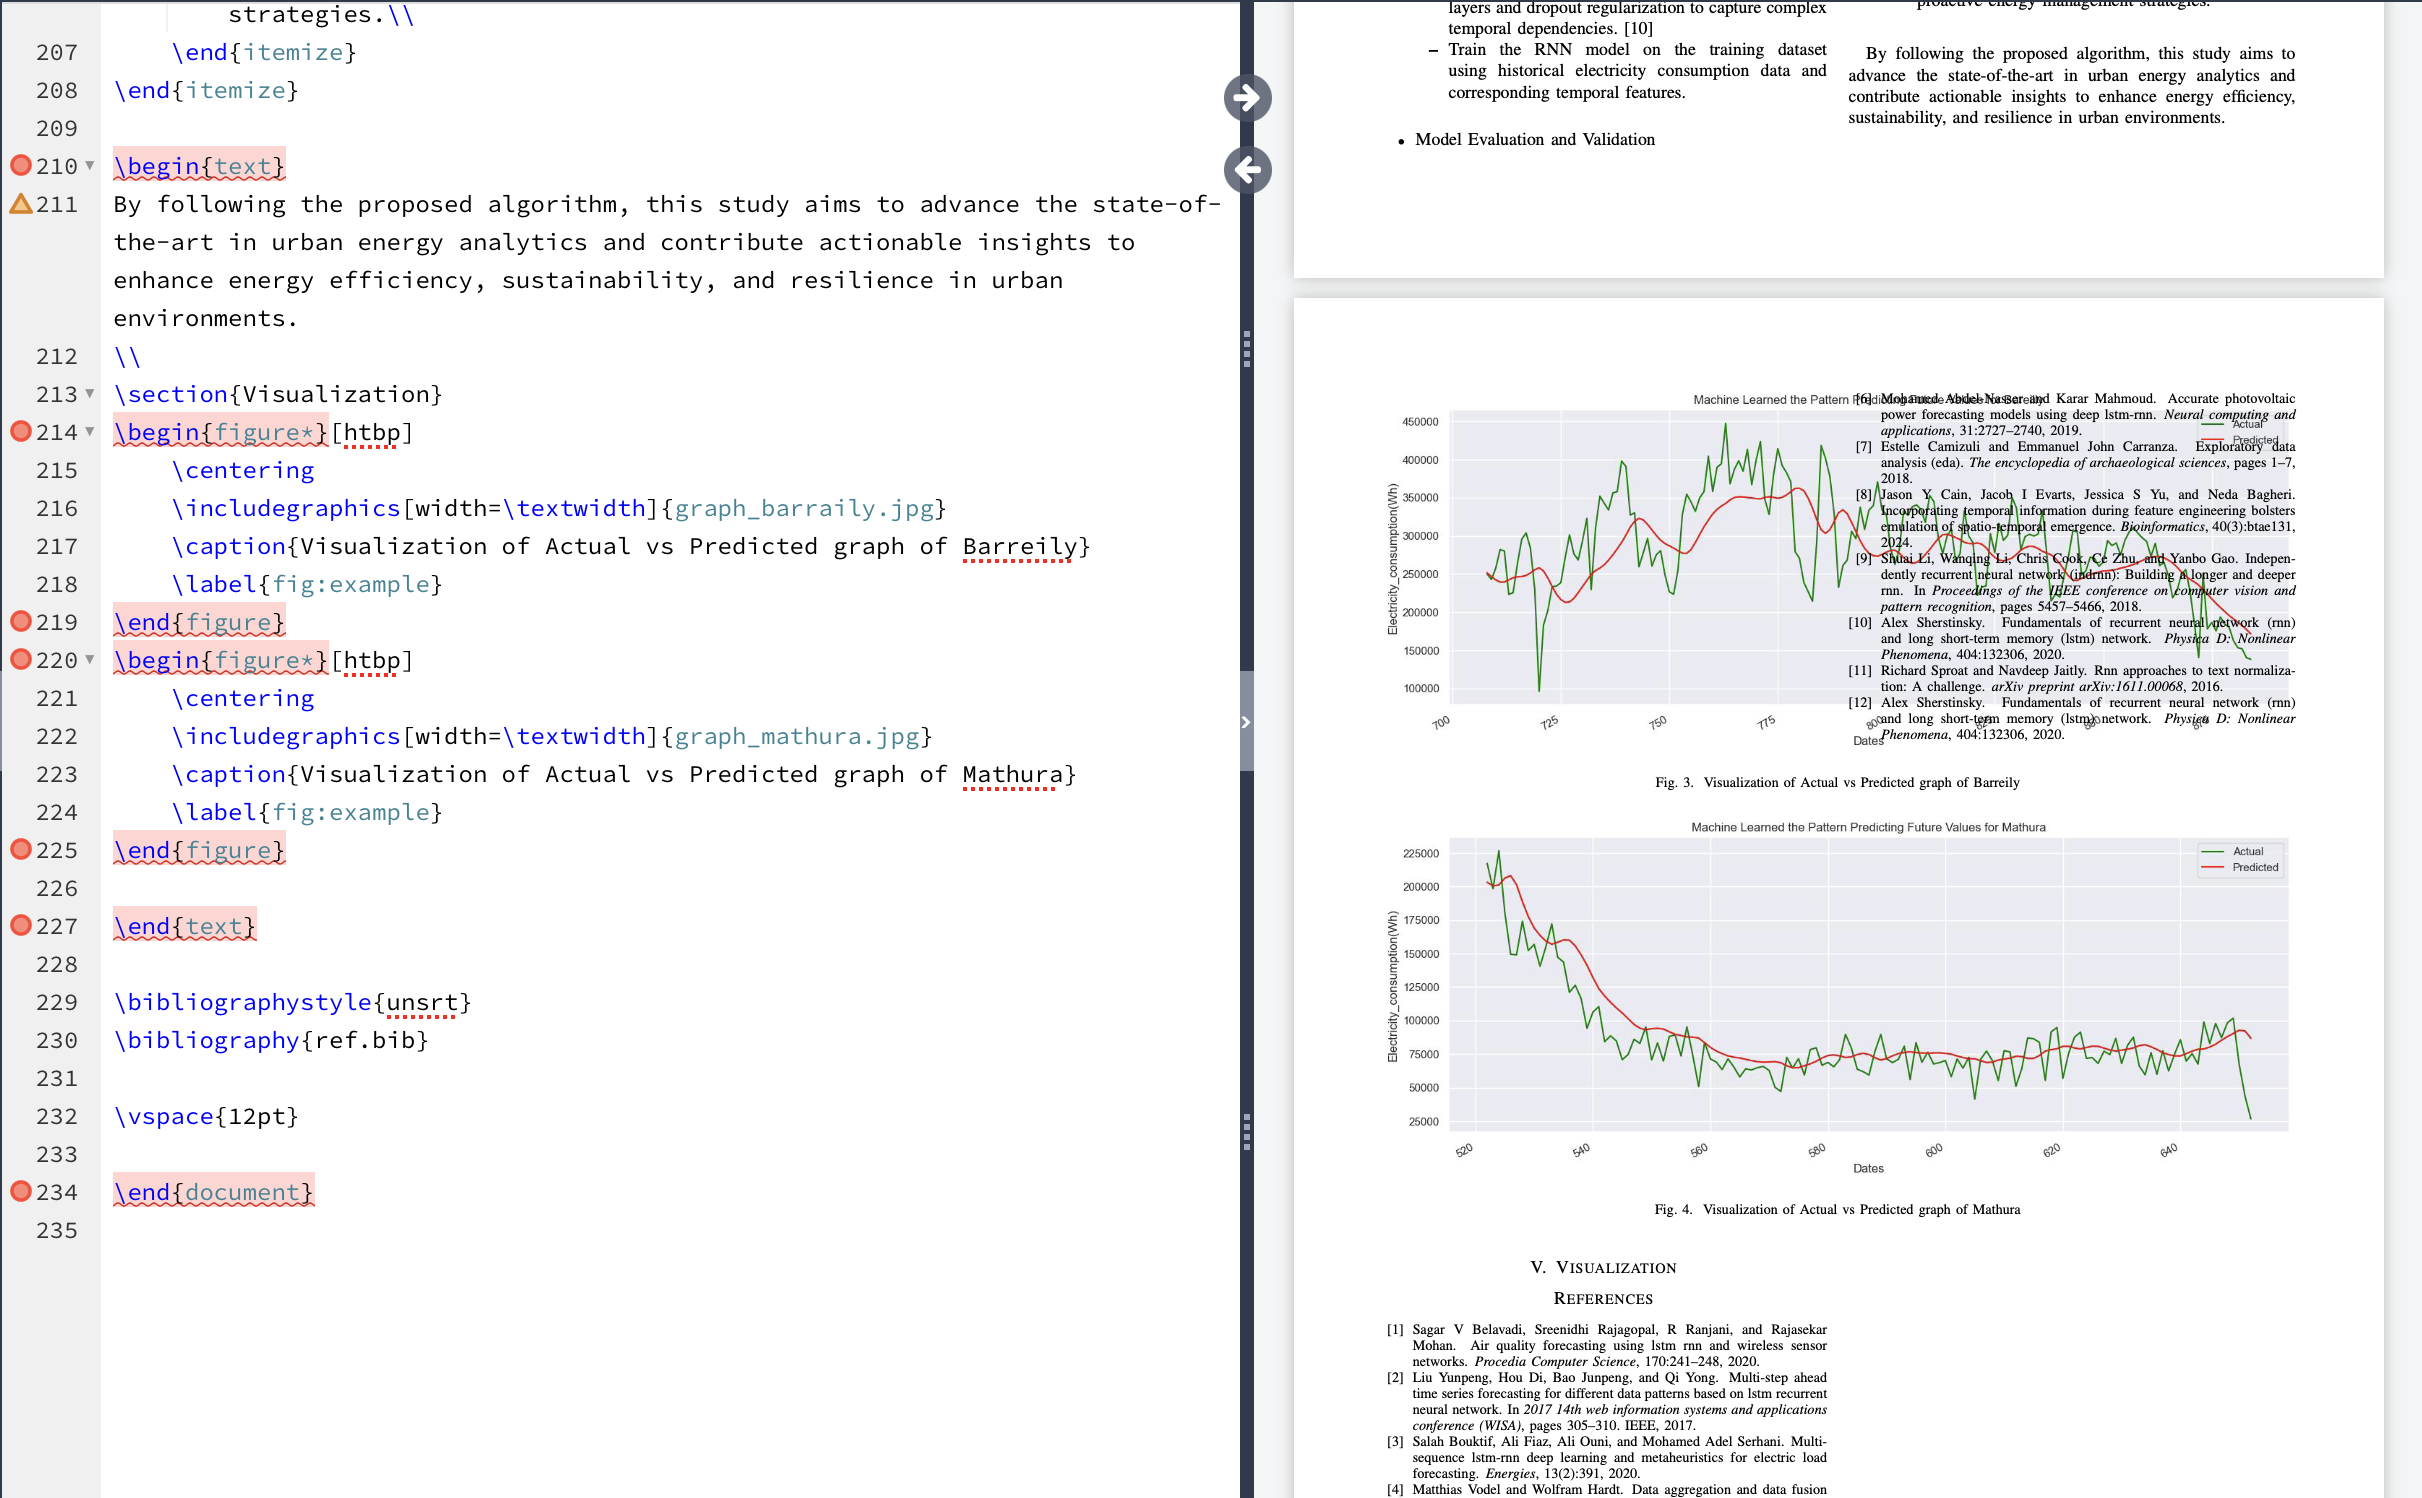 strategies.\\
207 \end{itemize}
208 \end{itemize}
209
210 \begin{text}
211 By following the proposed algorithm, this study aims to advance the state-of-
the-art in urban energy analytics and contribute actionable insights to
enhance energy efficiency, sustainability, and resilience in urban
environments.
212 \\
213 \section{Visualization}
214 \begin{figure*}[htbp]
215 \centering
216 \includegraphics[width=\textwidth]{graph_barraily.jpg}
217 \caption{Visualization of Actual vs Predicted graph of Barreily}
218 \label{fig:example}
219 \end{figure}
220 \begin{figure*}[htbp]
221 \centering
222 \includegraphics[width=\textwidth]{graph_mathura.jpg}
223 \caption{Visualization of Actual vs Predicted graph of Mathura}
224 \label{fig:example}
225 \end{figure}
226
227 \end{text}
228
229 \bibliographystyle{unsrt}
230 \bibliography{ref.bib}
231
232 \vspace{12pt}
233
234 \end{document}
235
layers and dropout regularization to capture complex
temporal dependencies. [10]
– Train the RNN model on the training dataset
using historical electricity consumption data and
corresponding temporal features.
• Model Evaluation and Validation
proactive energy management strategies.
By following the proposed algorithm, this study aims to
advance the state-of-the-art in urban energy analytics and
contribute actionable insights to enhance energy efficiency,
sustainability, and resilience in urban environments.
Machine Learned the Pattern
Actual
Predicted
Electricity_consumption(Wh)
450000
400000
350000
300000
250000
200000
150000
100000
700
725
750
775
Dates
[6] Mohamed Abdel-Nasser and Karar Mahmoud. Accurate photovoltaic
power forecasting models using deep lstm-rnn. Neural computing and
applications, 31:2727–2740, 2019.
[7] Estelle Camizuli and Emmanuel John Carranza. Exploratory data
analysis (eda). The encyclopedia of archaeological sciences, pages 1–7,
2018.
[8] Jason Y Cain, Jacob I Evarts, Jessica S Yu, and Neda Bagheri.
Incorporating temporal information during feature engineering bolsters
emulation of spatio-temporal emergence. Bioinformatics, 40(3):btae131,
2024.
[9] Shuai Li, Wanqing Li, Chris Cook, Ce Zhu, and Yanbo Gao. Indepen-
dently recurrent neural network (indrnn): Building a longer and deeper
rnn. In Proceedings of the IEEE conference on computer vision and
pattern recognition, pages 5457–5466, 2018.
[10] Alex Sherstinsky. Fundamentals of recurrent neural network (rnn)
and long short-term memory (lstm) network. Physica D: Nonlinear
Phenomena, 404:132306, 2020.
[11] Richard Sproat and Navdeep Jaitly. Rnn approaches to text normaliza-
tion: A challenge. arXiv preprint arXiv:1611.00068, 2016.
[12] Alex Sherstinsky. Fundamentals of recurrent neural network (rnn)
and long short-term memory (lstm) network. Physica D: Nonlinear
Phenomena, 404:132306, 2020.
Fig. 3. Visualization of Actual vs Predicted graph of Barreily
Machine Learned the Pattern Predicting Future Values for Mathura
Actual
Predicted
Electricity_consumption(Wh)
225000
200000
175000
150000
125000
100000
75000
50000
25000
520
540
560
580
600
620
640
Dates
Fig. 4. Visualization of Actual vs Predicted graph of Mathura
V. VISUALIZATION
REFERENCES
[1] Sagar V Belavadi, Sreenidhi Rajagopal, R Ranjani, and Rajasekar
Mohan. Air quality forecasting using lstm rnn and wireless sensor
networks. Procedia Computer Science, 170:241–248, 2020.
[2] Liu Yunpeng, Hou Di, Bao Junpeng, and Qi Yong. Multi-step ahead
time series forecasting for different data patterns based on lstm recurrent
neural network. In 2017 14th web information systems and applications
conference (WISA), pages 305–310. IEEE, 2017.
[3] Salah Bouktif, Ali Fiaz, Ali Ouni, and Mohamed Adel Serhani. Multi-
sequence lstm-rnn deep learning and metaheuristics for electric load
forecasting. Energies, 13(2):391, 2020.
[4] Matthias Vodel and Wolfram Hardt. Data aggregation and data fusion